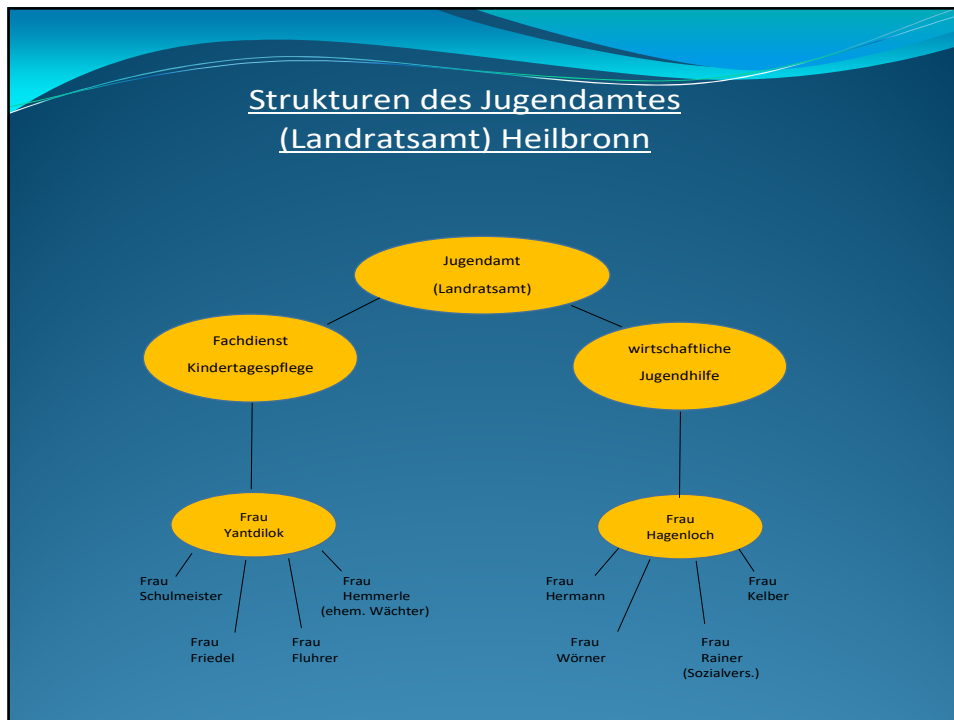 Strukturen des Jugendamtes
(Landratsamt) Heilbronn
Jugendamt
(Landratsamt)
Fachdienst
Kindertagespflege
wirtschaftliche
Jugendhilfe
Frau
Yantdilok
Frau
Hagenloch
Frau
Schulmeister
Frau
Friedel
Frau
Fluhrer
Frau
Hemmerle
(ehem. Wächter)
Frau
Hermann
Frau
Wörner
Frau
Rainer
(Sozialvers.)
Frau
Kelber